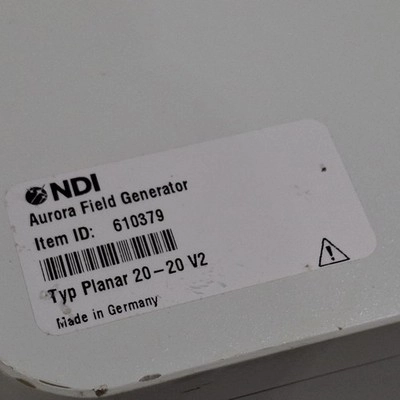 NDI
Aurora Field Generator
Item ID: 610379
Typ Planar 20-20 V2
Made in Germany